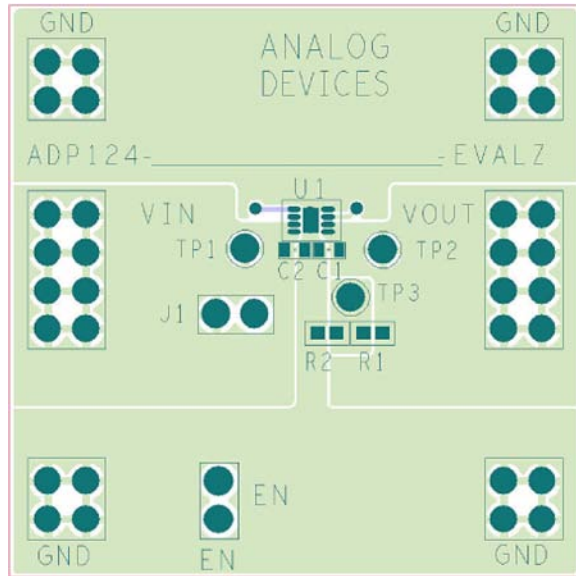 GND
ANALOG
DEVICES
GND
ADP124-____________________-EVALZ
U1
VIN
VOUT
TP1
TP2
C2 C1
TP3
J1
R2 R1
EN
GND
EN
GND